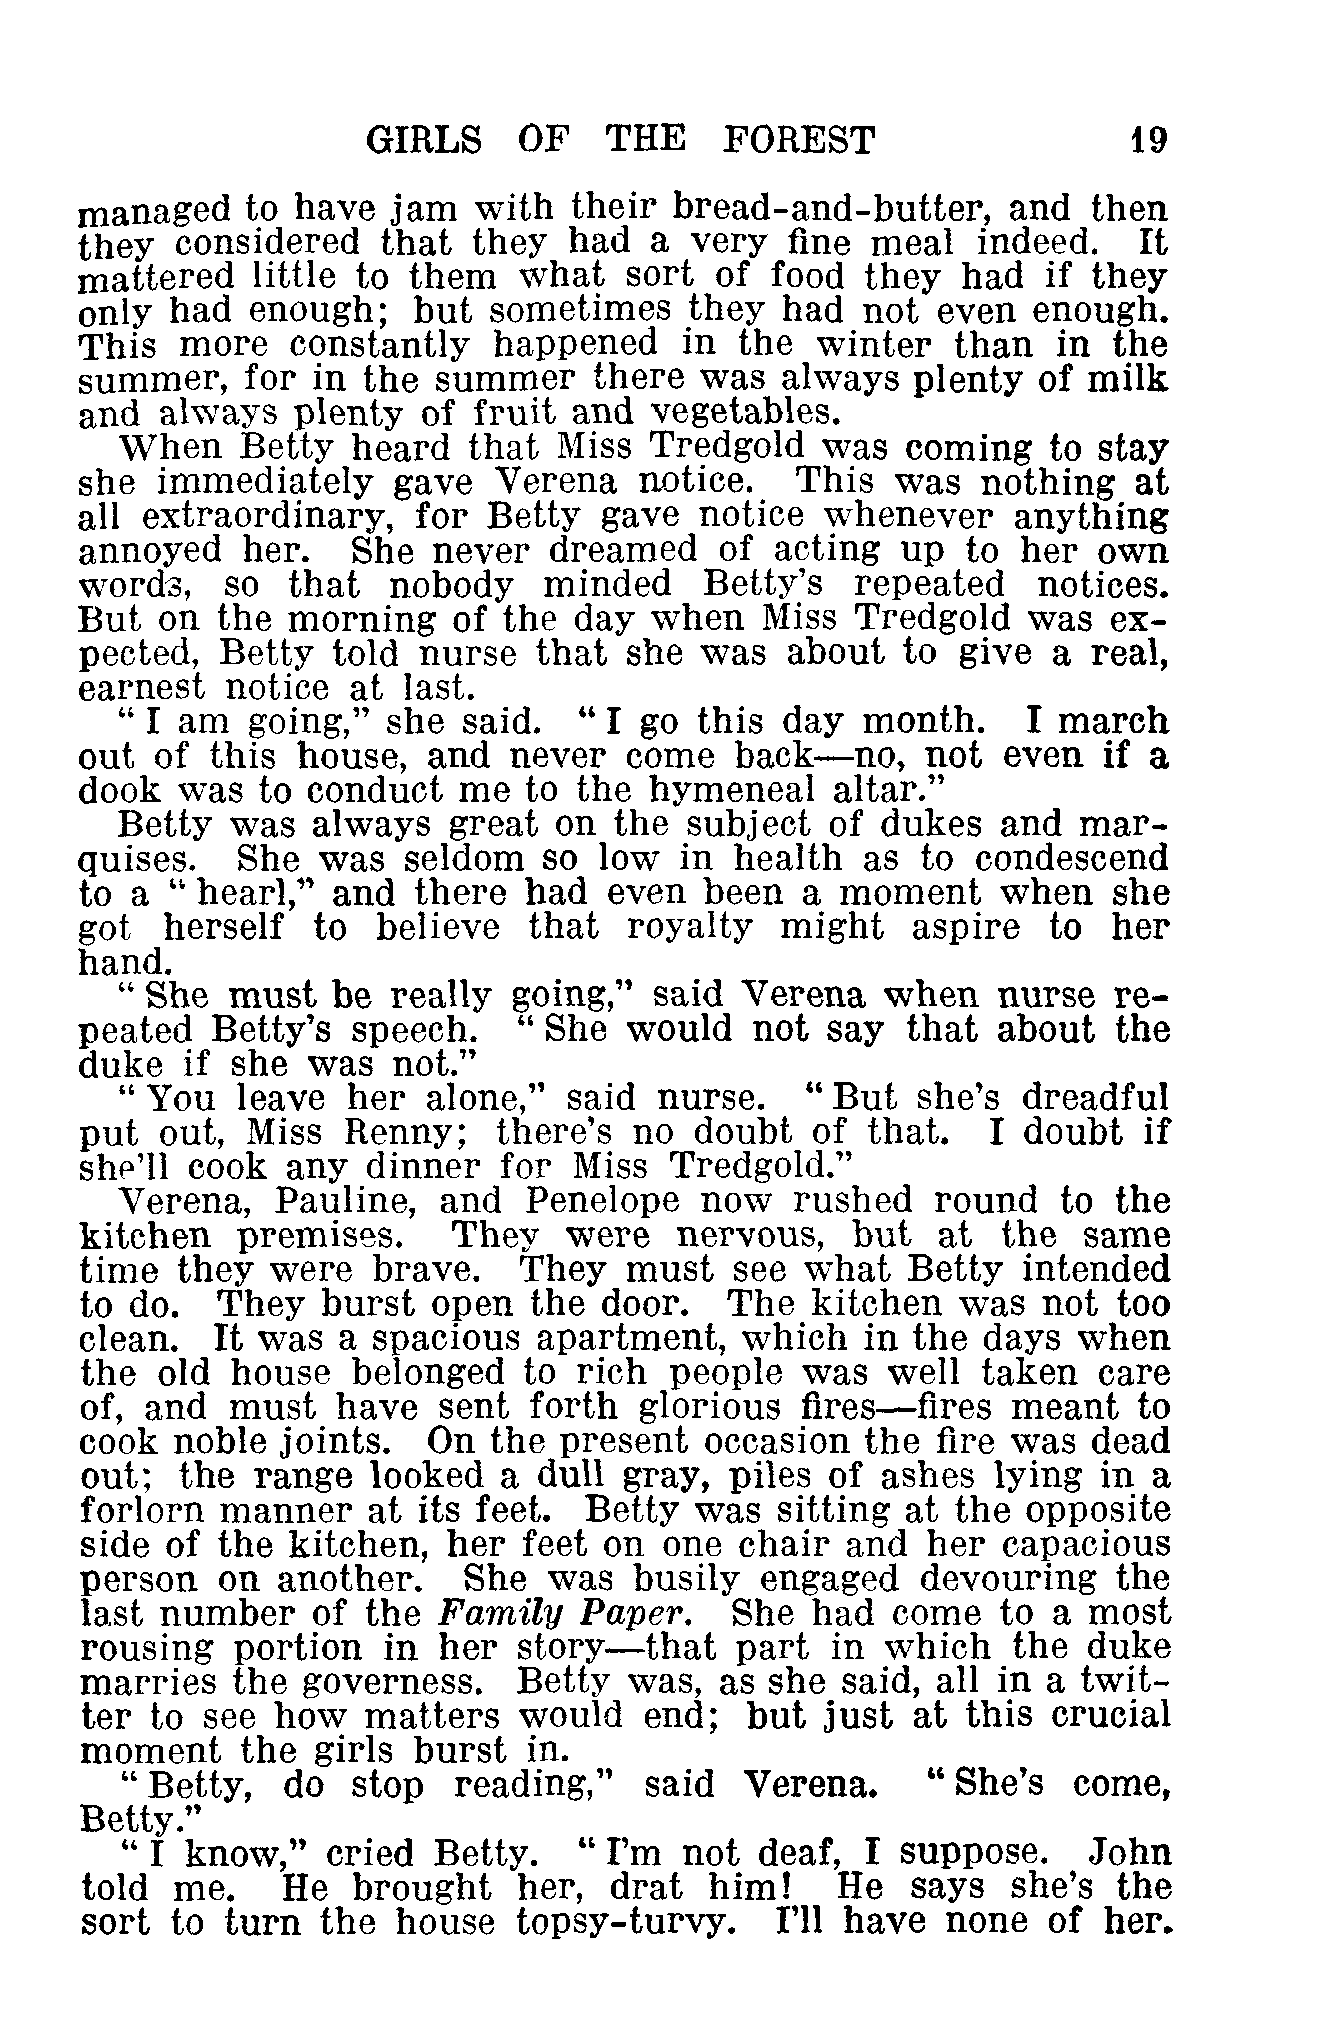 GIRLS OF THE FOREST 19
managed to have jam with their bread-and-butter, and then
they considered that they had a very fine meal indeed. It
mattered little to them what sort of food they had if they
only had enough; but sometimes they had not even enough.
This more constantly happened in the winter than in the
summer, for in the summer there was always plenty of milk
and always plenty of fruit and vegetables.
When Betty heard that Miss Tredgold was coming to stay
she immediately gave Verena notice. This was nothing at
all extraordinary, for Betty gave notice whenever anything
annoyed her. She never dreamed of acting up to her own
words, so that nobody minded Betty's repeated notices.
But on the morning of the day when Miss Tredgold was ex-
pected, Betty told nurse that she was about to give a real,
earnest notice at last.
"I am going," she said. "I go this day month. I march
out of this house, and never come back—no, not even if a
dook was to conduct me to the hymeneal altar."
Betty was always great on the subject of dukes and mar-
quises. She was seldom so low in health as to condescend
to a "hearl," and there had even been a moment when she
got herself to believe that royalty might aspire to her
hand.
"She must be really going," said Verena when nurse re-
peated Betty's speech. "She would not say that about the
duke if she was not."
"You leave her alone," said nurse. "But she's dreadful
put out, Miss Renny; there's no doubt of that. I doubt if
she'll cook any dinner for Miss Tredgold."
Verena, Pauline, and Penelope now rushed round to the
kitchen premises. They were nervous, but at the same
time they were brave. They must see what Betty intended
to do. They burst open the door. The kitchen was not too
clean. It was a spacious apartment, which in the days when
the old house belonged to rich people was well taken care
of, and must have sent forth glorious fires—fires meant to
cook noble joints. On the present occasion the fire was dead
out; the range looked a dull gray, piles of ashes lying in a
forlorn manner at its feet. Betty was sitting at the opposite
side of the kitchen, her feet on one chair and her capacious
person on another. She was busily engaged devouring the
last number of the Family Paper. She had come to a most
rousing portion in her story—that part in which the duke
marries the governess. Betty was, as she said, all in a twit-
ter to see how matters would end; but just at this crucial
moment the girls burst in.
"Betty, do stop reading," said Verena. "She's come,
Betty."
"I know," cried Betty. "I'm not deaf, I suppose. John
told me. He brought her, drat him! He says she's the
sort to turn the house topsy-turvy. I'll have none of her.